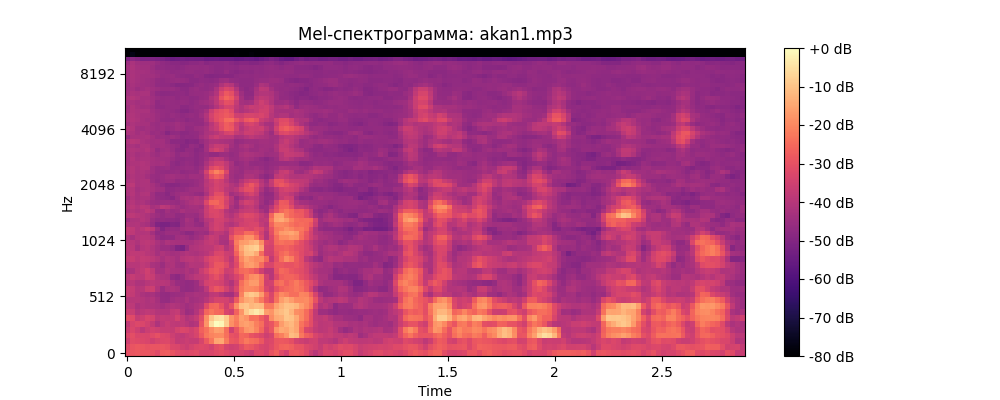 Mel-спектрограмма: akan1.mp3
8192
4096
2048
1024
512
0
Hz
0
0.5
1
1.5
2
2.5
Time
+0 dB
-10 dB
-20 dB
-30 dB
-40 dB
-50 dB
-60 dB
-70 dB
-80 dB